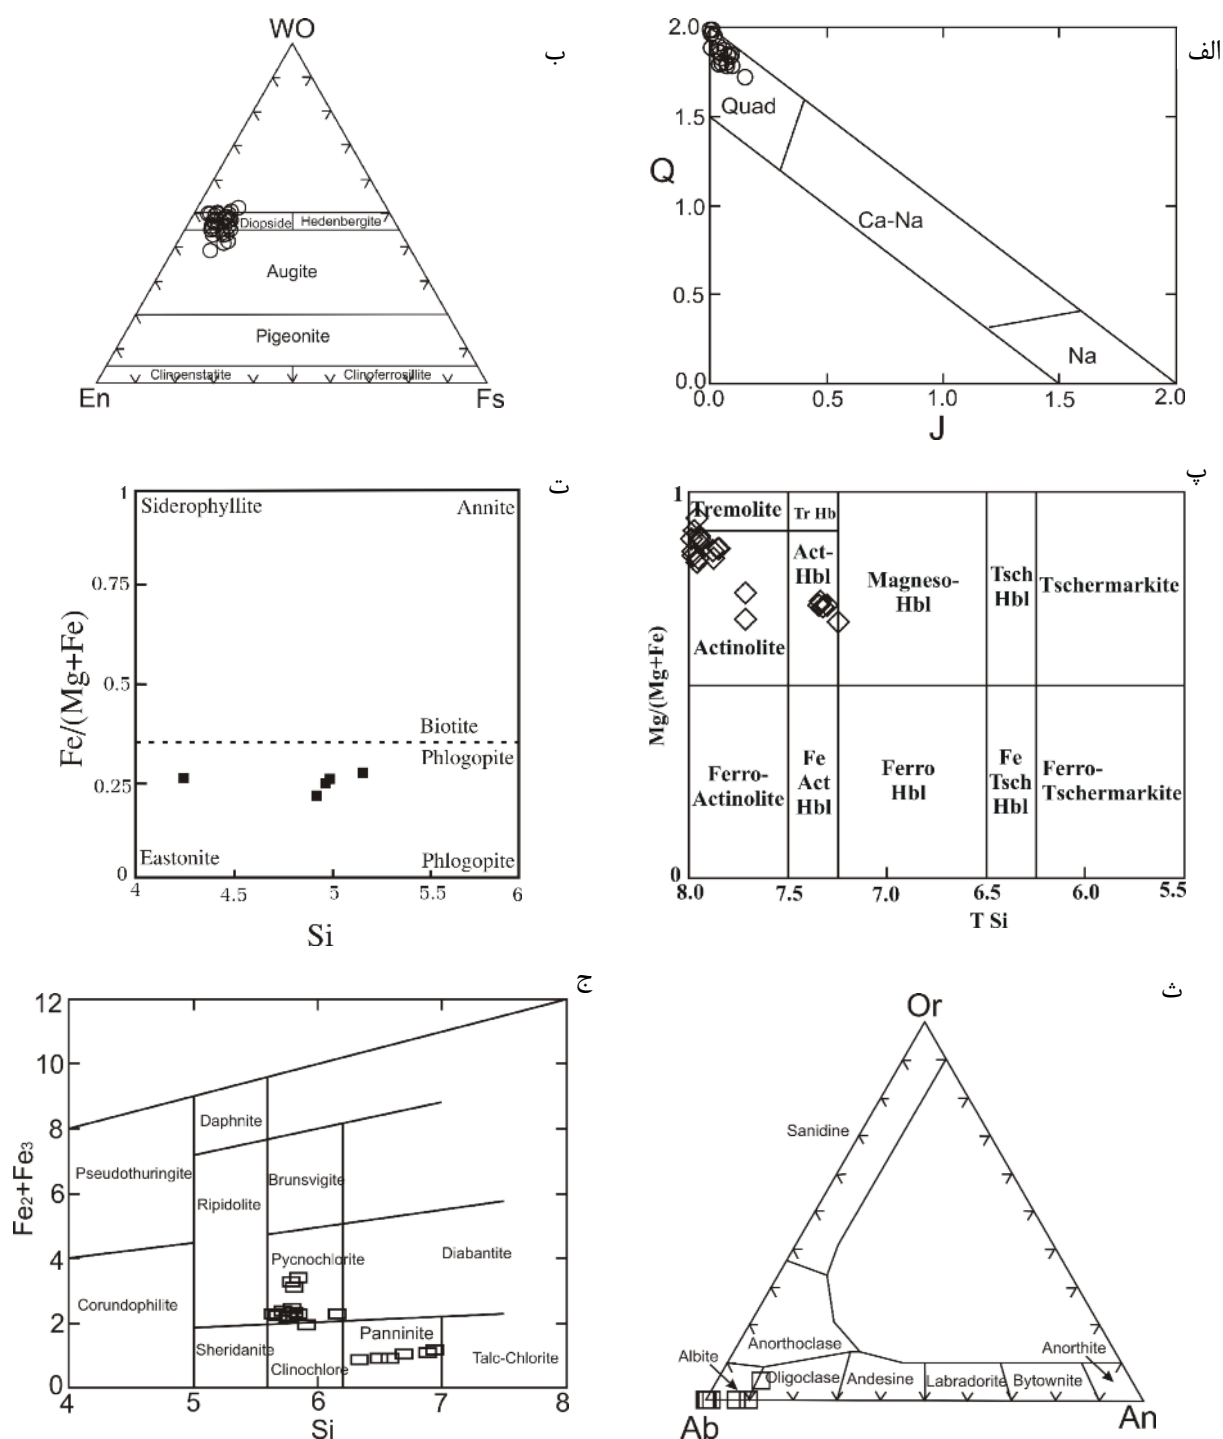 الف
2.0
1.5
1.0
0.5
0.0
Q
Quad
Ca-Na
Na
0.0
0.5
1.0
1.5
2.0
J
ب
WO
Diopside
Hedenbergite
Augite
Pigeonite
Clinoenstatite
Clinoferrosillite
En
Fs
پ
1
Tremolite
Tr Hb
Act-
Hbl
Magneso-
Hbl
Tsch
Hbl
Tschermarkite
Actinolite
Mg/(Mg+Fe)
Ferro-
Actinolite
Fe
Act
Hbl
Ferro
Hbl
Fe
Tsch
Hbl
Ferro-
Tschermarkite
0
8.0
7.5
7.0
6.5
6.0
5.5
T Si
ت
1
Siderophyllite
Annite
0.75
Fe/(Mg+Fe)
0.5
Biotite
Phlogopite
0.25
Eastonite
Phlogopite
0
4
4.5
5
5.5
6
Si
ث
Or
Sanidine
Anorthoclase
Anorthite
Albite
Oligoclase
Andesine
Labradorite
Bytownite
Ab
An
ج
12
10
8
6
4
2
0
Fe2+Fe3
Daphnite
Pseudothuringite
Brunsvigite
Ripidolite
Pycnochlorite
Diabantite
Corundophilite
Sheridanite
Panninite
Clinochlore
Talc-Chlorite
4
5
6
7
8
Si